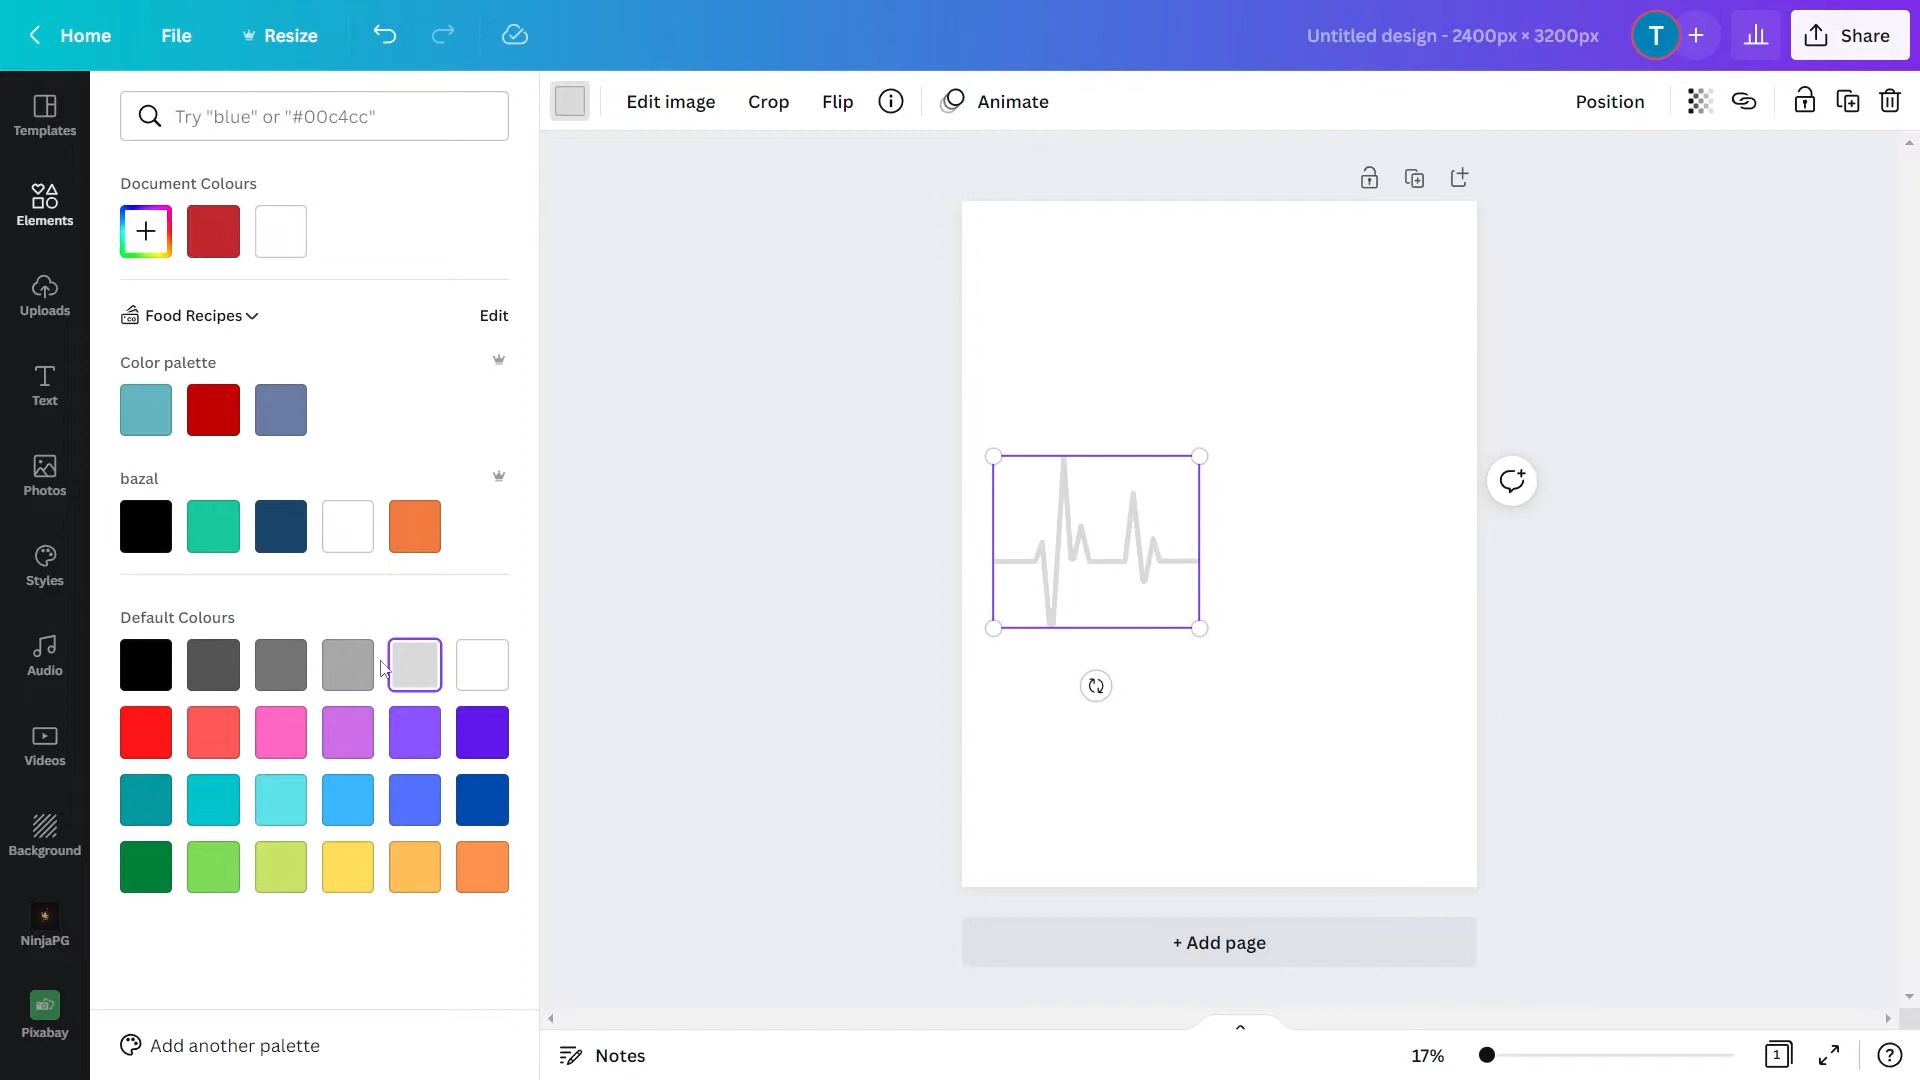 Home File Resize Untitled design - 2400px × 3200px T + Share
Templates
Elements
Uploads
Text
Photos
Styles
Audio
Videos
Background
NinjaPG
Pixabay
Try "blue" or "#00c4cc"
Document Colours
+
Food Recipes Edit
Color palette
bazal
Default Colours
Add another palette
Edit image Crop Flip Animate Position
+ Add page
Notes 17% 1 ?